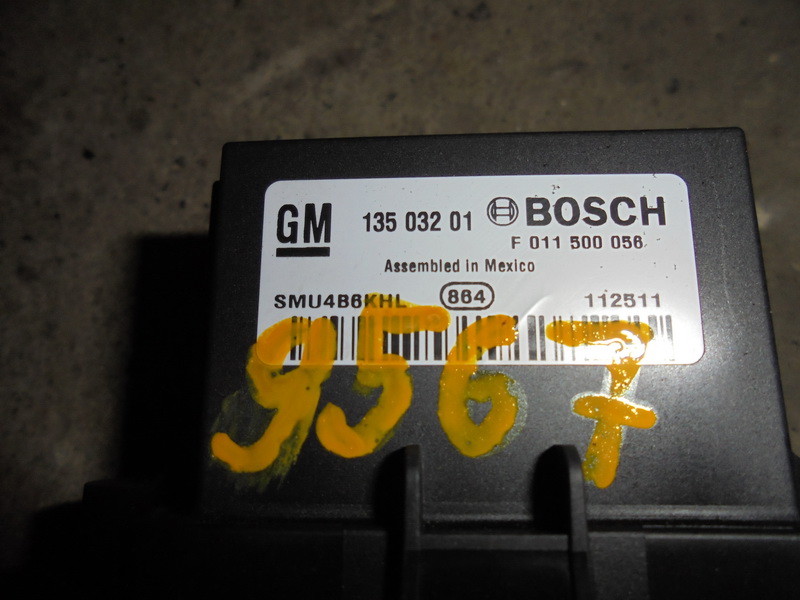 GM 135 032 01 BOSCH
F 011 500 056
Assembled in Mexico
SMU4B6KHL 864 112511
9567